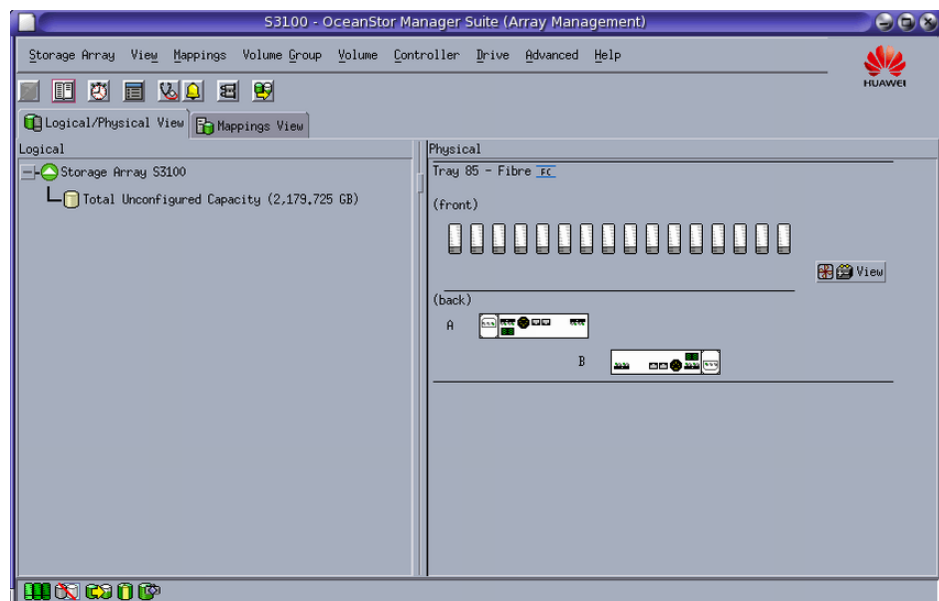 S3100 - OceanStor Manager Suite (Array Management)
Storage Array View Mappings Volume Group Volume Controller Drive Advanced Help
HUAWEI
Logical/Physical View Mappings View
Logical
Storage Array S3100
Total Unconfigured Capacity (2,179.725 GB)
Physical
Tray 85 - Fibre FC
(front)
View
(back)
A
B